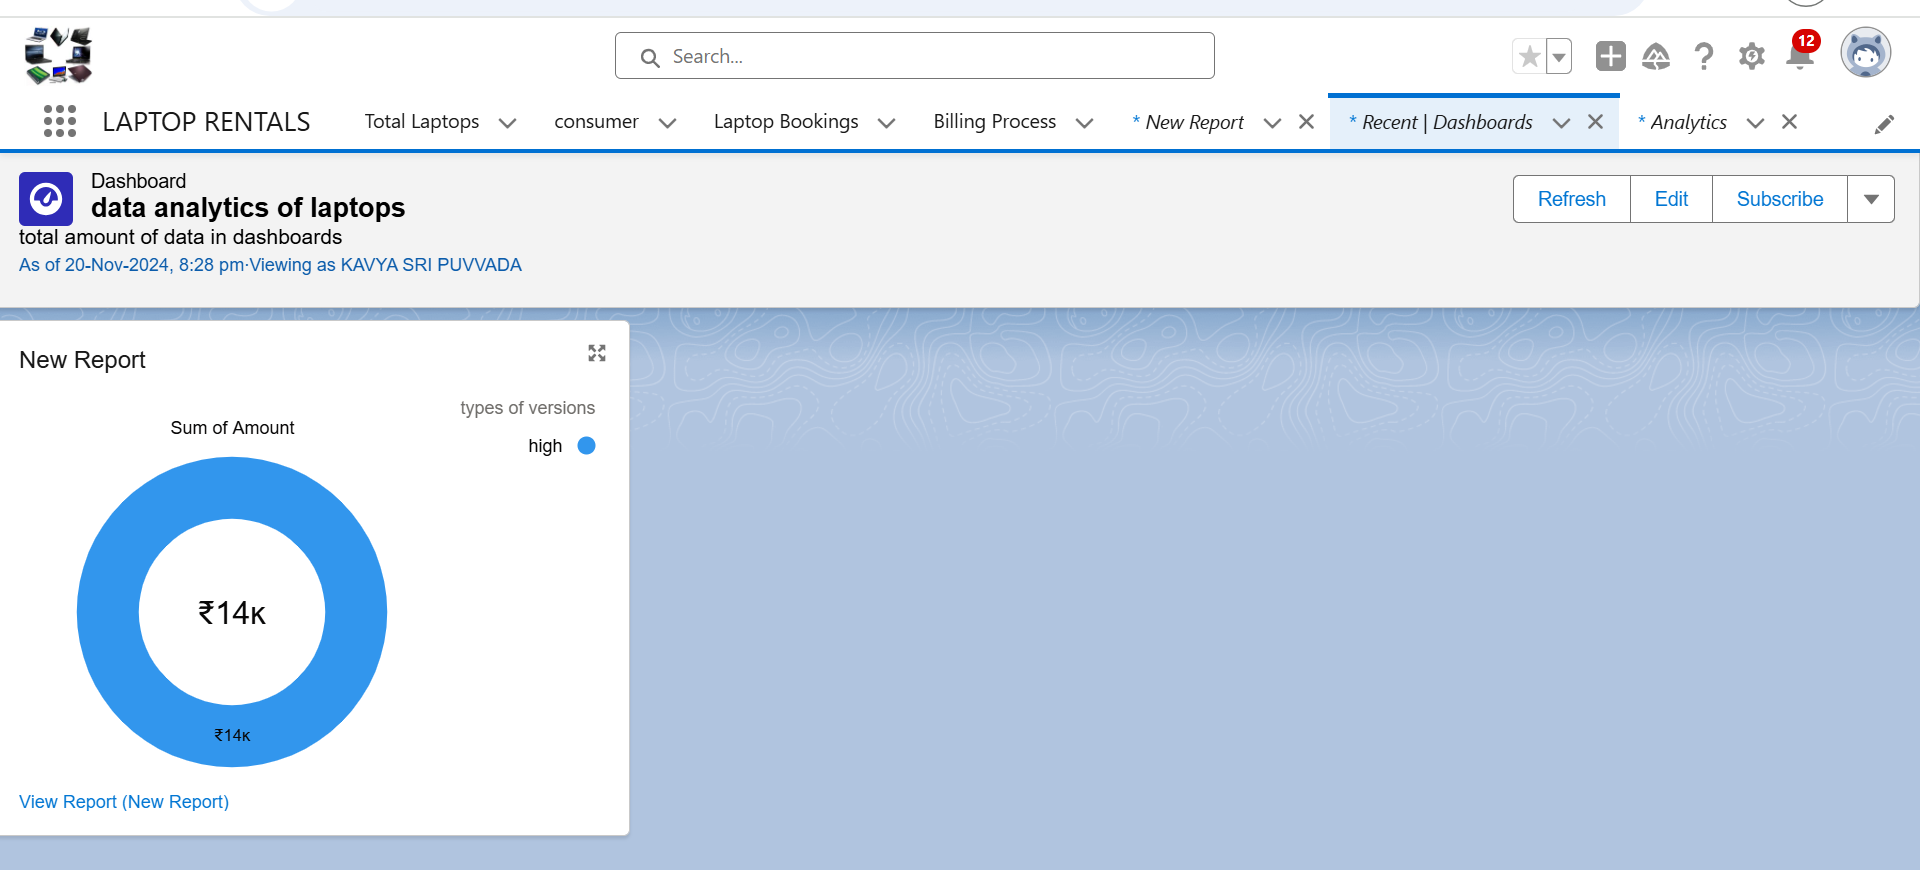 Search...
12
LAPTOP RENTALS
Total Laptops
consumer
Laptop Bookings
Billing Process
* New Report
* Recent | Dashboards
* Analytics
Dashboard
data analytics of laptops
total amount of data in dashboards
As of 20-Nov-2024, 8:28 pm·Viewing as KAVYA SRI PUVVADA
Refresh
Edit
Subscribe
New Report
types of versions
high
Sum of Amount
₹14K
₹14K
View Report (New Report)